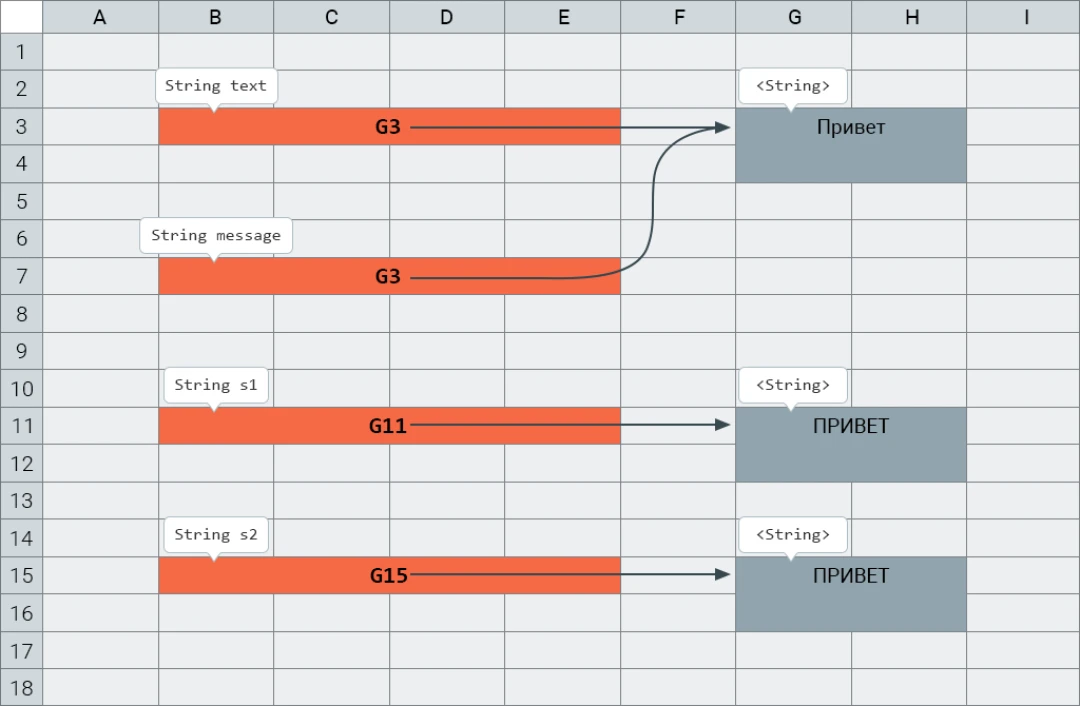 A B C D E F G H I
1
2 String text <String>
3 G3 Привет
4
5
6 String message
7 G3
8
9
10 String s1 <String>
11 G11 ПРИВЕТ
12
13
14 String s2 <String>
15 G15 ПРИВЕТ
16
17
18